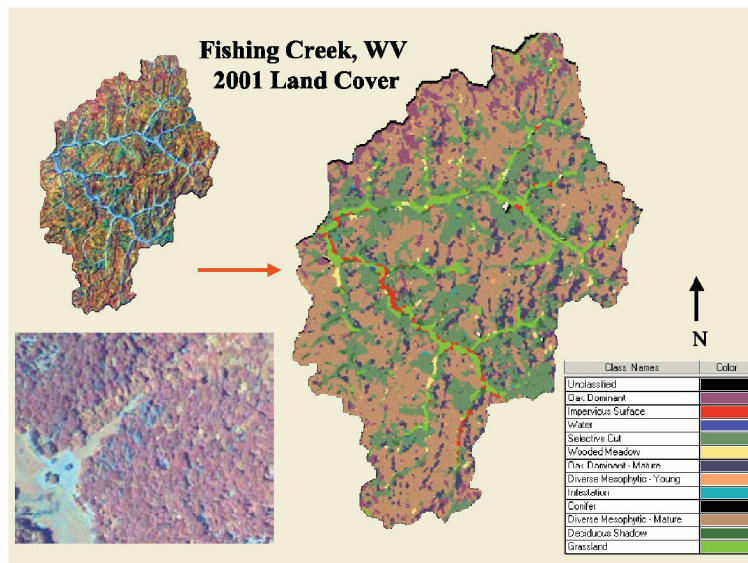 Fishing Creek, WV
2001 Land Cover
N
Class Names Color
Unclassified
Oak Dominant
Impervious Surface
Water
Selective Cut
Wooded Meadow
Oak Dominant - Mature
Diverse Mesophytic - Young
Infestation
Conifer
Diverse Mesophytic - Mature
Deciduous Shadow
Grassland